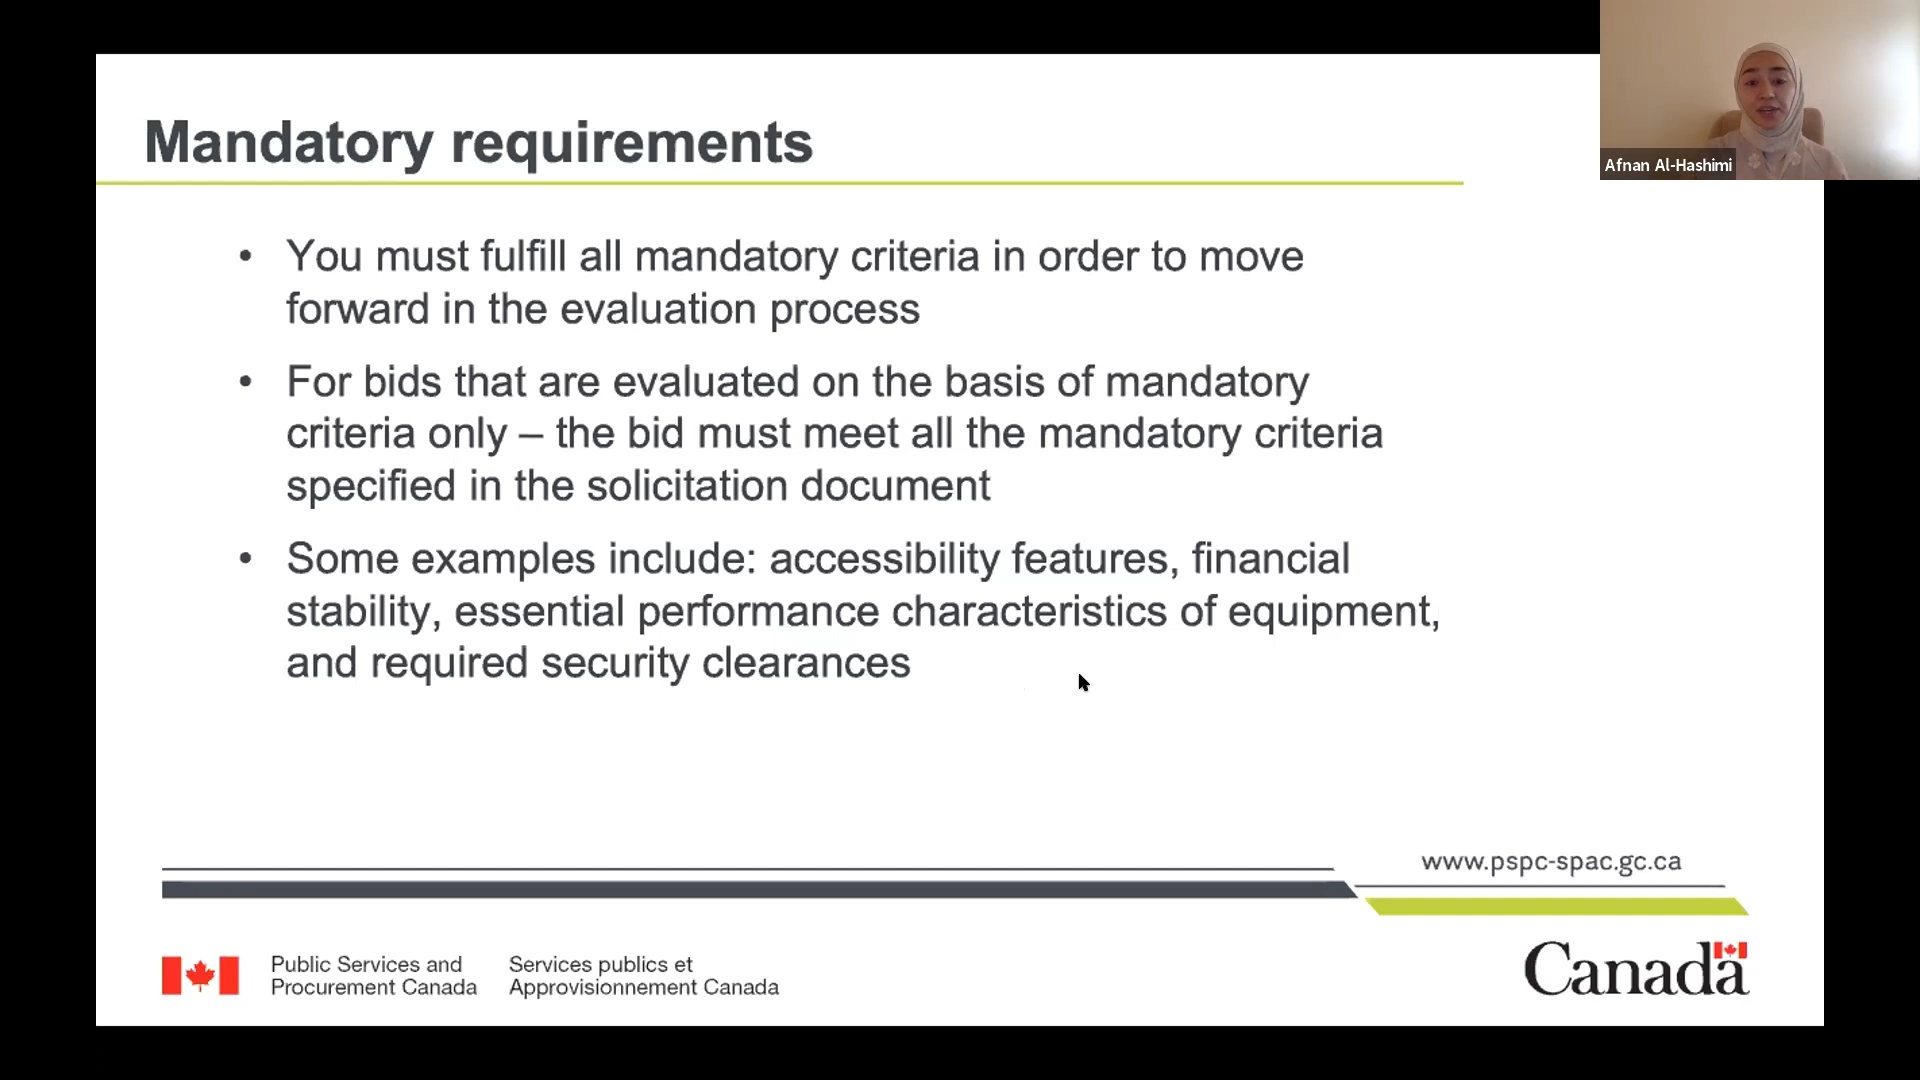 Mandatory requirements
Afnan Al-Hashimi
• You must fulfill all mandatory criteria in order to move
forward in the evaluation process
• For bids that are evaluated on the basis of mandatory
criteria only – the bid must meet all the mandatory criteria
specified in the solicitation document
• Some examples include: accessibility features, financial
stability, essential performance characteristics of equipment,
and required security clearances
www.pspc-spac.gc.ca
Public Services and
Procurement Canada
Services publics et
Approvisionnement Canada
Canada